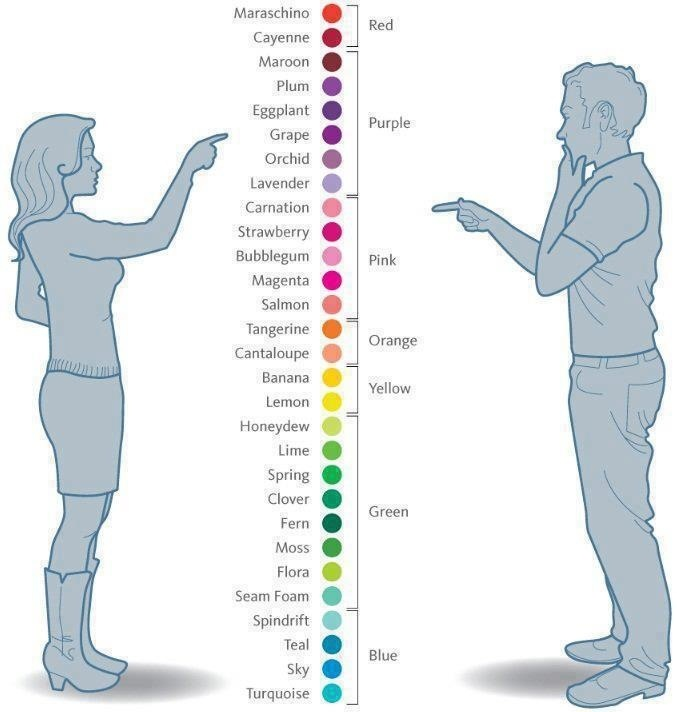 Maraschino
Cayenne
Red
Maroon
Plum
Eggplant
Grape
Orchid
Lavender
Purple
Carnation
Strawberry
Bubblegum
Magenta
Salmon
Pink
Tangerine
Cantaloupe
Orange
Banana
Lemon
Yellow
Honeydew
Lime
Spring
Clover
Fern
Moss
Flora
Seam Foam
Green
Spindrift
Teal
Sky
Turquoise
Blue